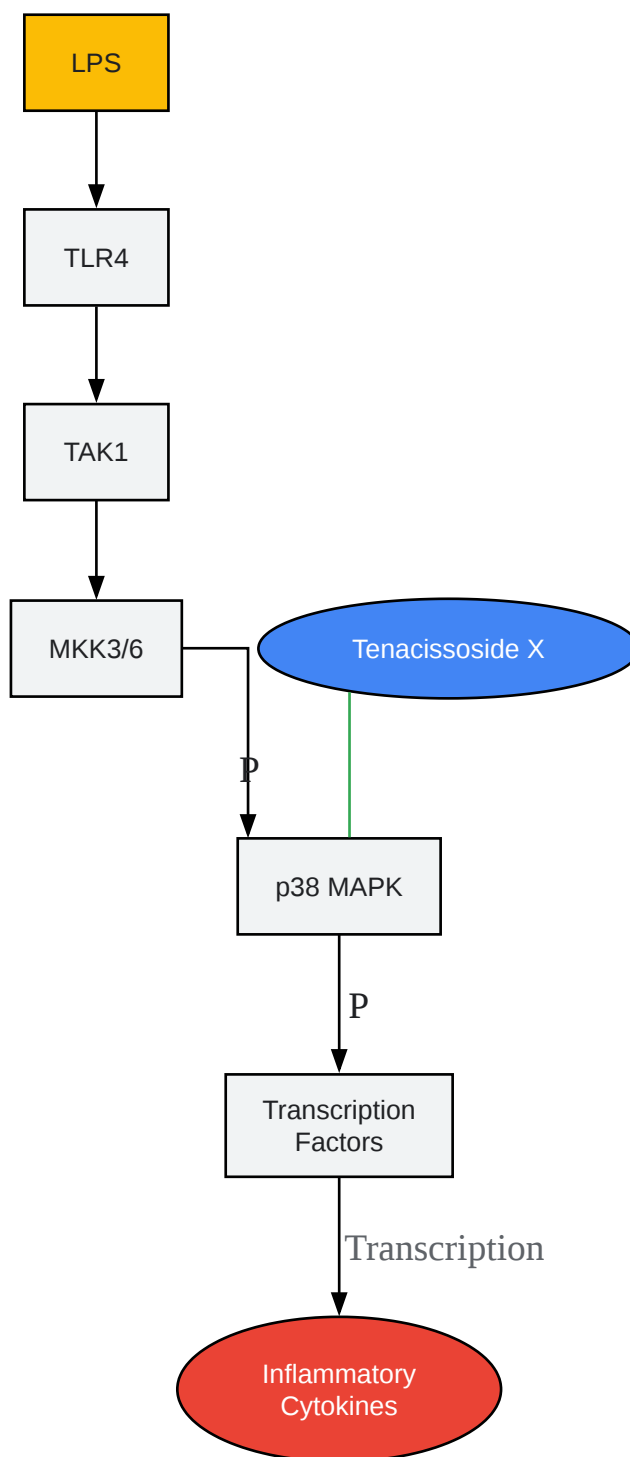 LPS
TLR4
TAK1
MKK3/6
Tenacissoside X
P
p38 MAPK
P
Transcription
Factors
Transcription
Inflammatory
Cytokines